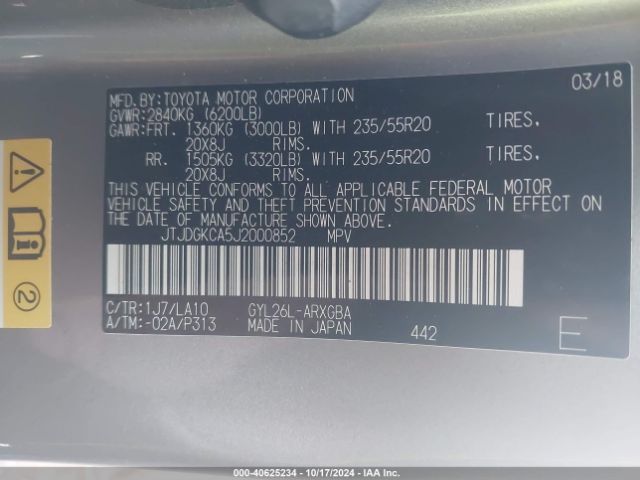 03/18
MFD. BY: TOYOTA MOTOR CORPORATION
GVWR: 2840KG (6200LB)
GAWR: FRT. 1360KG (3000LB) WITH 235/55R20 TIRES.
20X8J RIMS.
RR. 1505KG (3320LB) WITH 235/55R20 TIRES,
20X8J RIMS.
THIS VEHICLE CONFORMS TO ALL APPLICABLE FEDERAL MOTOR
VEHICLE SAFETY AND THEFT PREVENTION STANDARDS IN EFFECT ON
THE DATE OF MANUFACTURE SHOWN ABOVE.
JTJDGKCA5J2000852 MPV
C/TR: 1J7/LA10 GYL26L-ARXGBA
A/TM: -02A/P313 MADE IN JAPAN 442 E
2
000-40625234 - 10/17/2024 - IAA Inc.